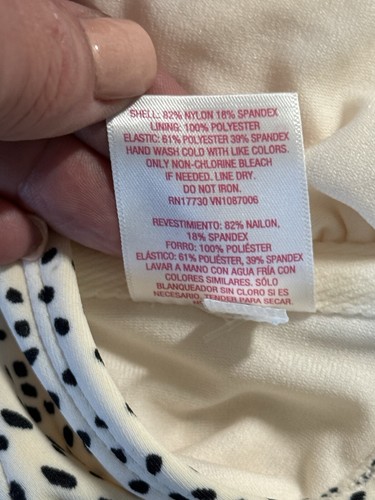 SHELL: 82% NYLON 18% SPANDEX
LINING: 100% POLYESTER
ELASTIC: 61% POLYESTER 39% SPANDEX
HAND WASH COLD WITH LIKE COLORS.
ONLY NON-CHLORINE BLEACH
IF NEEDED. LINE DRY.
DO NOT IRON.
RN17730 VN1087006
REVESTIMIENTO: 82% NAILON,
18% SPANDEX
FORRO: 100% POLIÉSTER
ELÁSTICO: 61% POLIÉSTER, 39% SPANDEX
LAVAR A MANO CON AGUA FRÍA CON
COLORES SIMILARES. SÓLO
BLANQUEADOR SIN CLORO SI ES
NECESARIO. TENDER PARA SECAR.